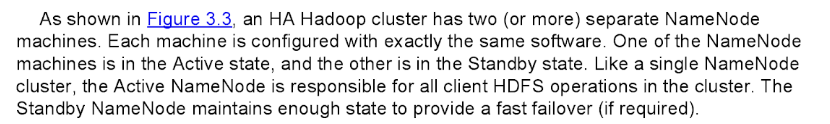 As shown in Figure 3.3, an HA Hadoop cluster has two (or more) separate NameNode
machines. Each machine is configured with exactly the same software. One of the NameNode
machines is in the Active state, and the other is in the Standby state. Like a single NameNode
cluster, the Active NameNode is responsible for all client HDFS operations in the cluster. The
Standby NameNode maintains enough state to provide a fast failover (if required).